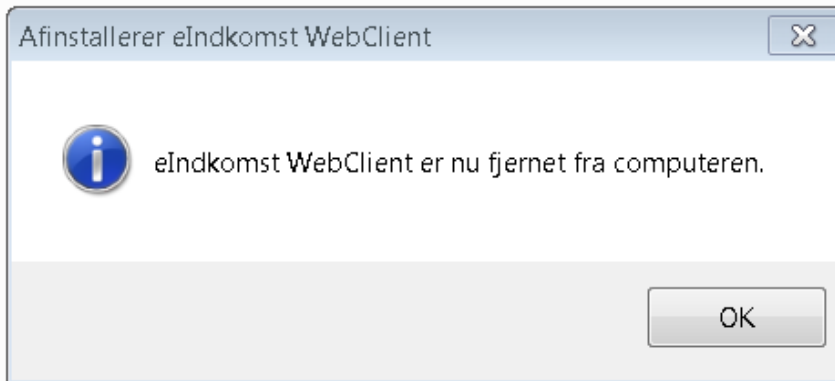 Afinstallerer eIndkomst WebClient
eIndkomst WebClient er nu fjernet fra computeren.
OK